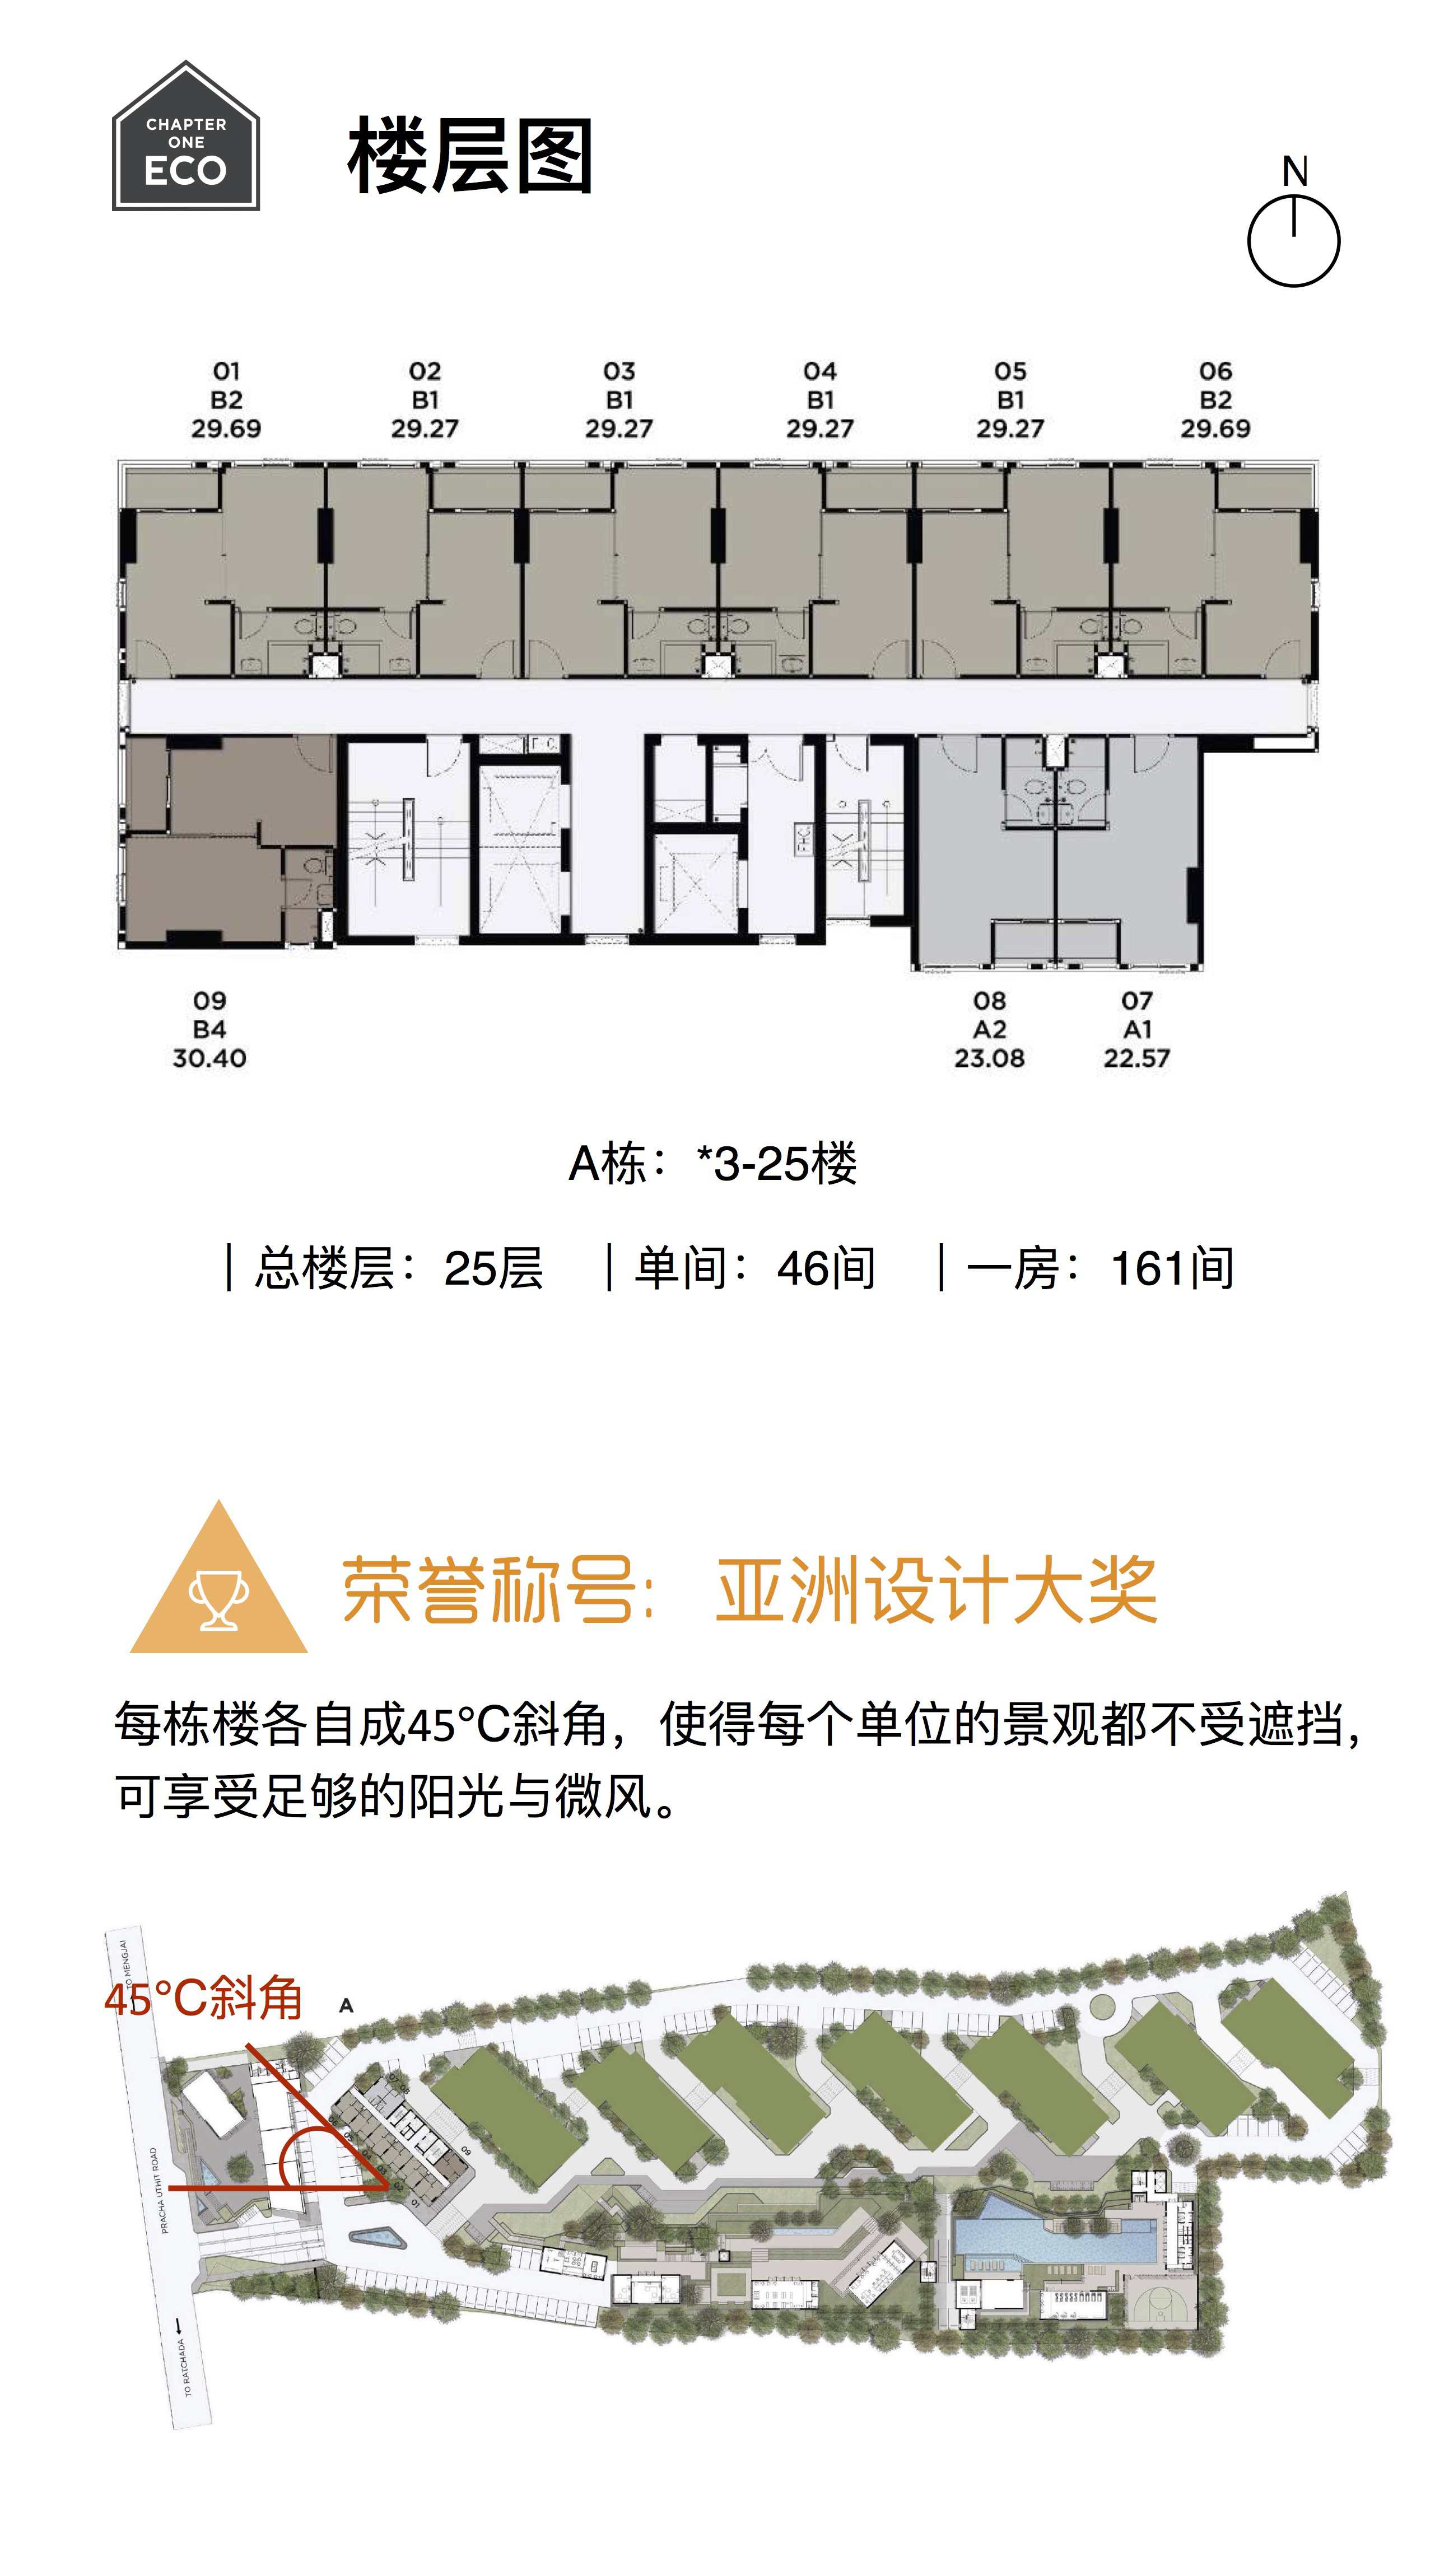 CHAPTER
ONE
ECO
楼层图
N
01
B2
29.69
02
B1
29.27
03
B1
29.27
04
B1
29.27
05
B1
29.27
06
B2
29.69
FHC
09
B4
30.40
08
A2
23.08
07
A1
22.57
A栋：*3-25楼
｜总楼层：25层 ｜单间：46间 ｜一房：161间
荣誉称号: 亚洲设计大奖
每栋楼各自成45°C斜角，使得每个单位的景观都不受遮挡，
可享受足够的阳光与微风。
TO MENGJAI
45°C斜角
A
PRACHA UTHIT ROAD
TO RATCHADA
09
02
01